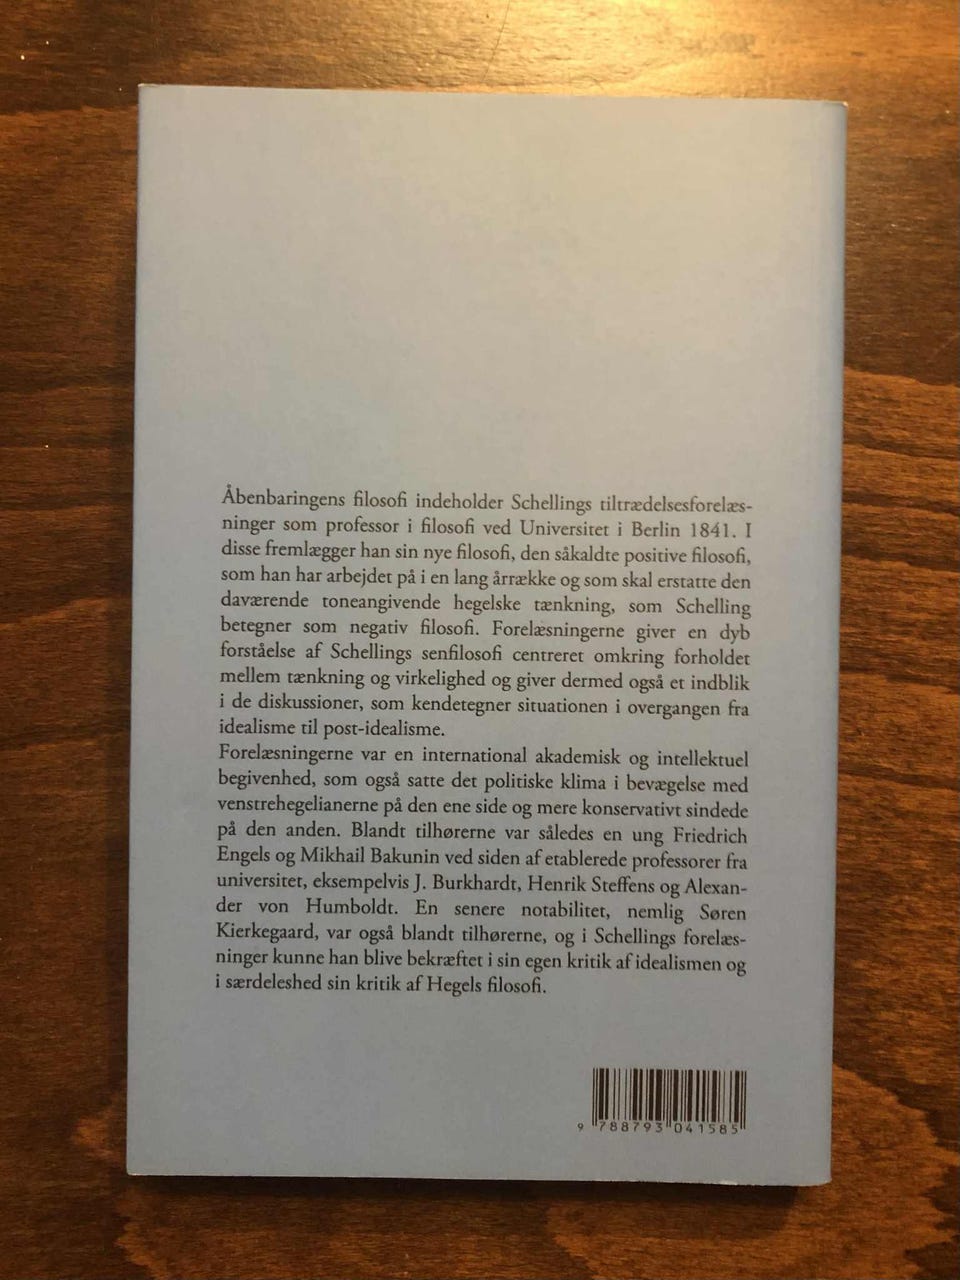 Åbenbaringens filosofi indeholder Schellings tiltrædelsesforelæs-
ninger som professor i filosofi ved Universitet i Berlin 1841. I
disse fremlægger han sin nye filosofi, den såkaldte positive filosofi,
som han har arbejdet på i en lang årrække og som skal erstatte den
daværende toneangivende hegelske tænkning, som Schelling
betegner som negativ filosofi. Forelæsningerne giver en dyb
forståelse af Schellings senfilosofi centreret omkring forholdet
mellem tænkning og virkelighed og giver dermed også et indblik
i de diskussioner, som kendetegner situationen i overgangen fra
idealisme til post-idealisme.
Forelæsningerne var en international akademisk og intellektuel
begivenhed, som også satte det politiske klima i bevægelse med
venstrehegelianerne på den ene side og mere konservativt sindede
på den anden. Blandt tilhørerne var således en ung Friedrich
Engels og Mikhail Bakunin ved siden af etablerede professorer fra
universitet, eksempelvis J. Burkhardt, Henrik Steffens og Alexan-
der von Humboldt. En senere notabilitet, nemlig Søren
Kierkegaard, var også blandt tilhørerne, og i Schellings forelæs-
ninger kunne han blive bekræftet i sin egen kritik af idealismen og
i særdeleshed sin kritik af Hegels filosofi.
9 788793 041585